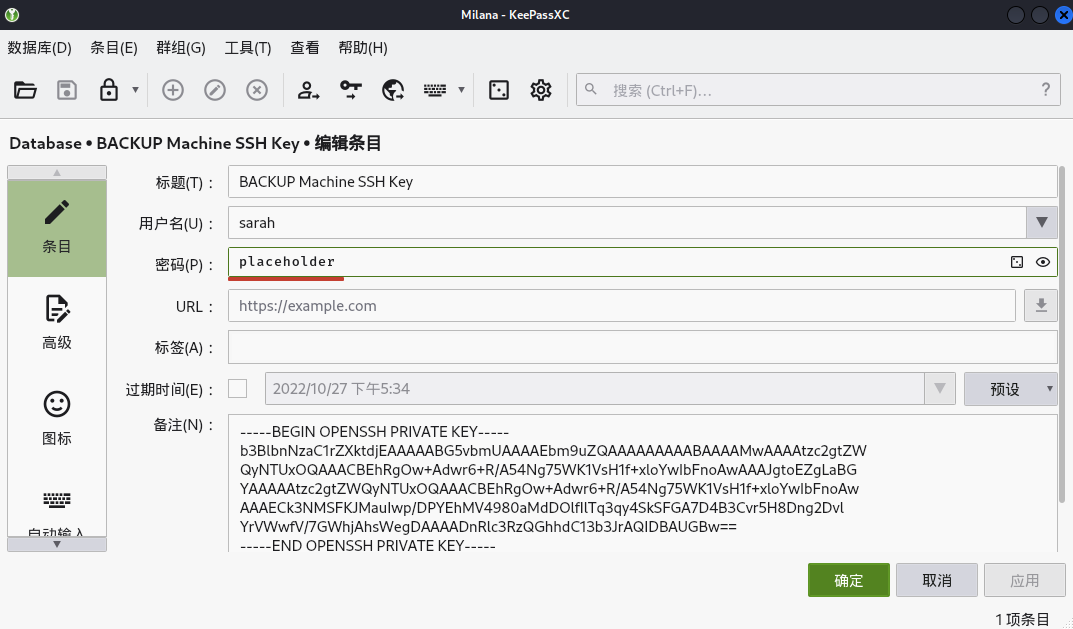 Milana - KeePassXC
数据库(D) 条目(E) 群组(G) 工具(T) 查看 帮助(H)
搜索 (Ctrl+F)... ?
Database • BACKUP Machine SSH Key • 编辑条目
条目
高级
图标
自动输入
标题(T)： BACKUP Machine SSH Key
用户名(U)： sarah
密码(P)： placeholder
URL： https://example.com
标签(A)：
过期时间(E)： 2022/10/27 下午5:34 预设
备注(N)：
-----BEGIN OPENSSH PRIVATE KEY-----
b3BlbnNzaC1rZXktdjEAAAAABG5vbmUAAAAEbm9uZQAAAAAAAAABAAAAMwAAAAtzc2gtZW
QyNTUxOQAAACBEhRgOw+Adwr6+R/A54Ng75WK1VsH1f+xloYwIbFnoAwAAAJgtoEZgLaBG
YAAAAAtzc2gtZWQyNTUxOQAAACBEhRgOw+Adwr6+R/A54Ng75WK1VsH1f+xloYwIbFnoAw
AAAECk3NMSFKJMauIwp/DPYEhMV4980aMdDOlfIlTq3qy4SkSFGA7D4B3Cvr5H8Dng2Dvl
YrVWwfV/7GWhjAhsWegDAAAADnRlc3RzQGhhdC13b3JrAQIDBAUGBw==
-----END OPENSSH PRIVATE KEY-----
确定 取消 应用
1 项条目